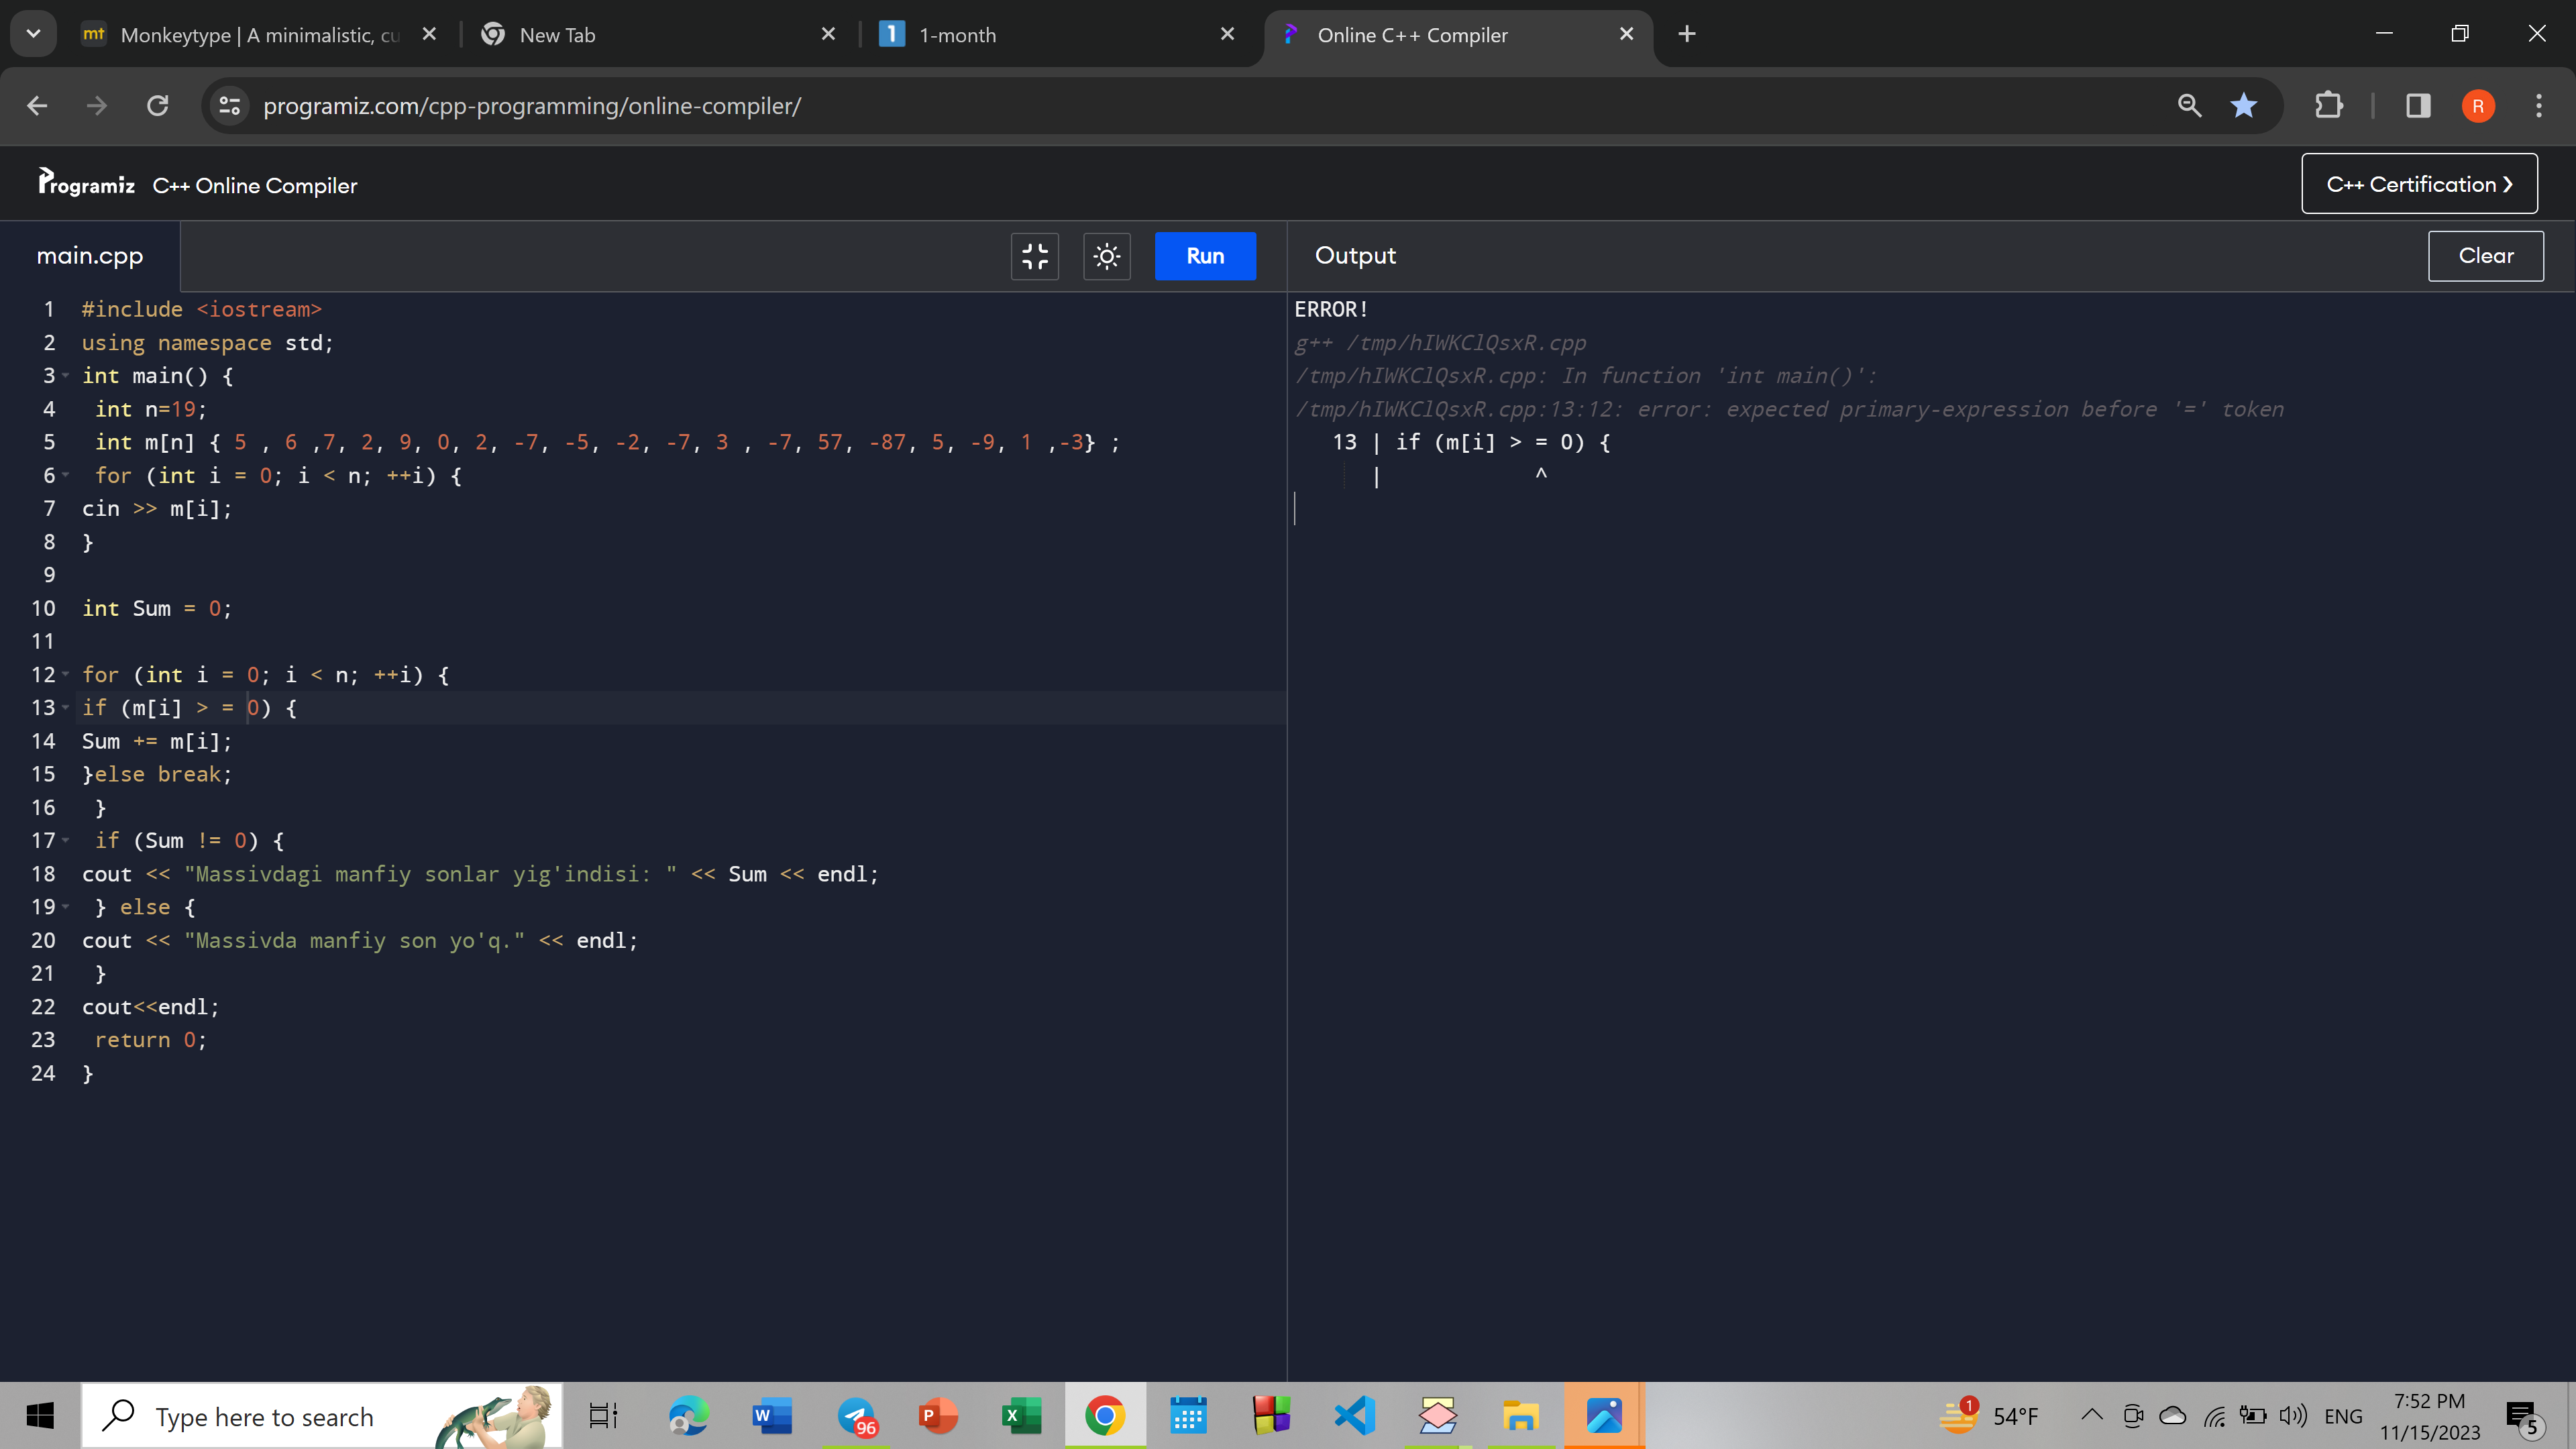 mt Monkeytype | A minimalistic, cu
New Tab
1 1-month
Online C++ Compiler
programiz.com/cpp-programming/online-compiler/
R
Programiz C++ Online Compiler
C++ Certification ❯
main.cpp
Run
Output
Clear
1 #include <iostream>
2 using namespace std;
3 int main() {
4  int n=19;
5  int m[n] { 5 , 6 ,7, 2, 9, 0, 2, -7, -5, -2, -7, 3 , -7, 57, -87, 5, -9, 1 ,-3} ;
6  for (int i = 0; i < n; ++i) {
7 cin >> m[i];
8 }
9
10 int Sum = 0;
11
12 for (int i = 0; i < n; ++i) {
13 if (m[i] > = 0) {
14 Sum += m[i];
15 }else break;
16  }
17  if (Sum != 0) {
18 cout << "Massivdagi manfiy sonlar yig'indisi: " << Sum << endl;
19  } else {
20 cout << "Massivda manfiy son yo'q." << endl;
21  }
22 cout<<endl;
23  return 0;
24 }
ERROR!
g++ /tmp/hIWKClQsxR.cpp
/tmp/hIWKClQsxR.cpp: In function 'int main()':
/tmp/hIWKClQsxR.cpp:13:12: error: expected primary-expression before '=' token
   13 | if (m[i] > = 0) {
      |            ^
Type here to search
W
96
P
X
1
54°F
ENG
7:52 PM
11/15/2023
5